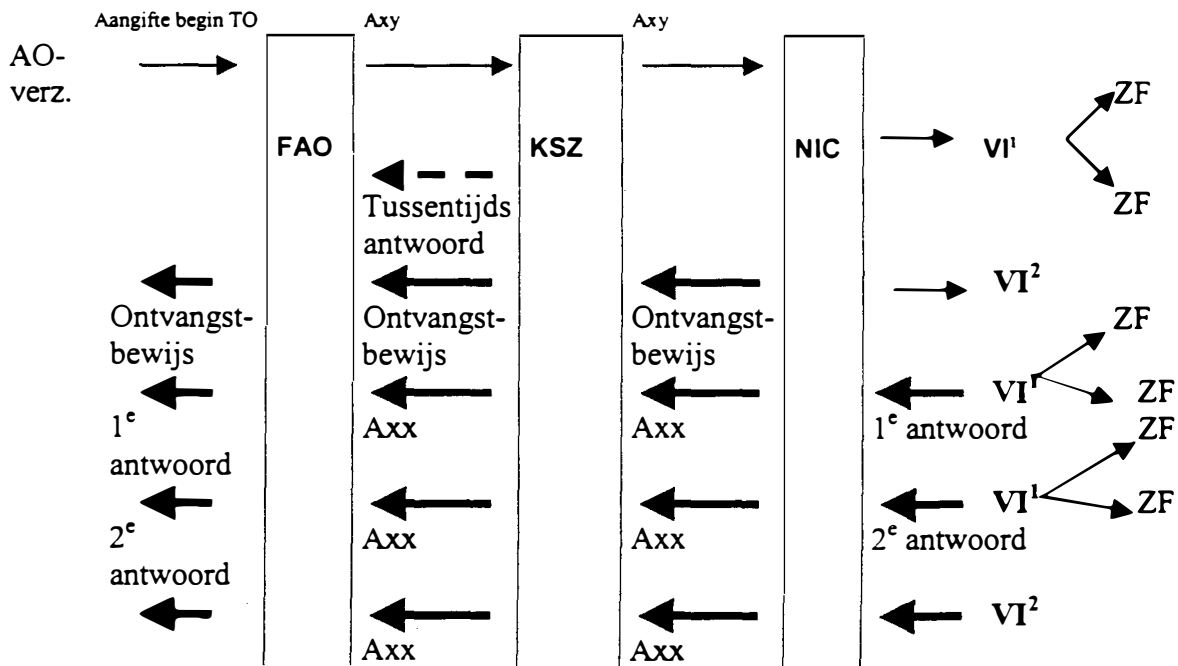 Aangifte begin TO Axy Axy
AO-
verz.
ZF
FAO KSZ NIC VI¹
ZF
Tussentijds
antwoord
VI²
Ontvangst- Ontvangst- Ontvangst-
bewijs bewijs bewijs
ZF
VI¹ ZF
1e Axx Axx 1e antwoord
ZF
antwoord
VI¹ ZF
2e Axx Axx 2e antwoord
antwoord
VI²
Axx Axx